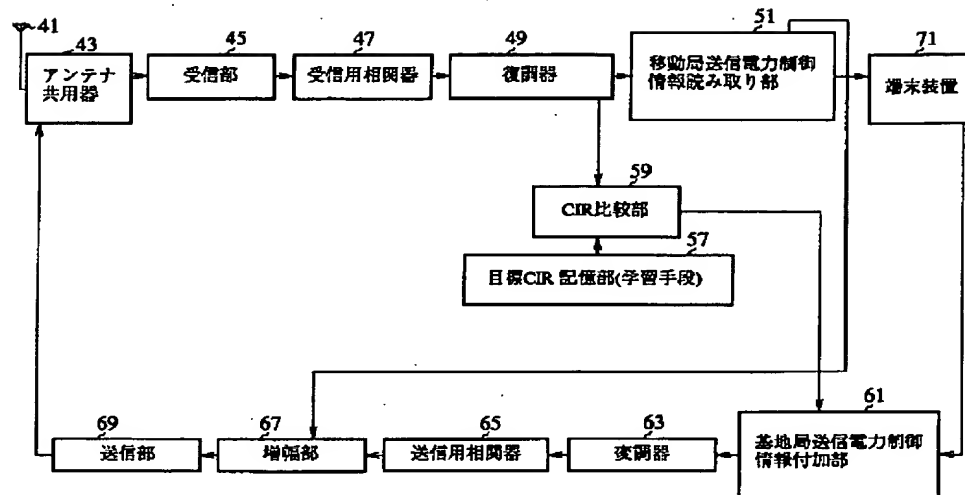 41
43
アンテナ
共用器
45
受信部
47
受信用相関器
49
復調器
51
移動局送信電力制御
情報読み取り部
71
端末装置
59
CIR比較部
57
目標CIR 記憶部(学習手段)
69
送信部
67
増幅部
65
送信用相関器
63
変調器
61
基地局送信電力制御
情報付加部